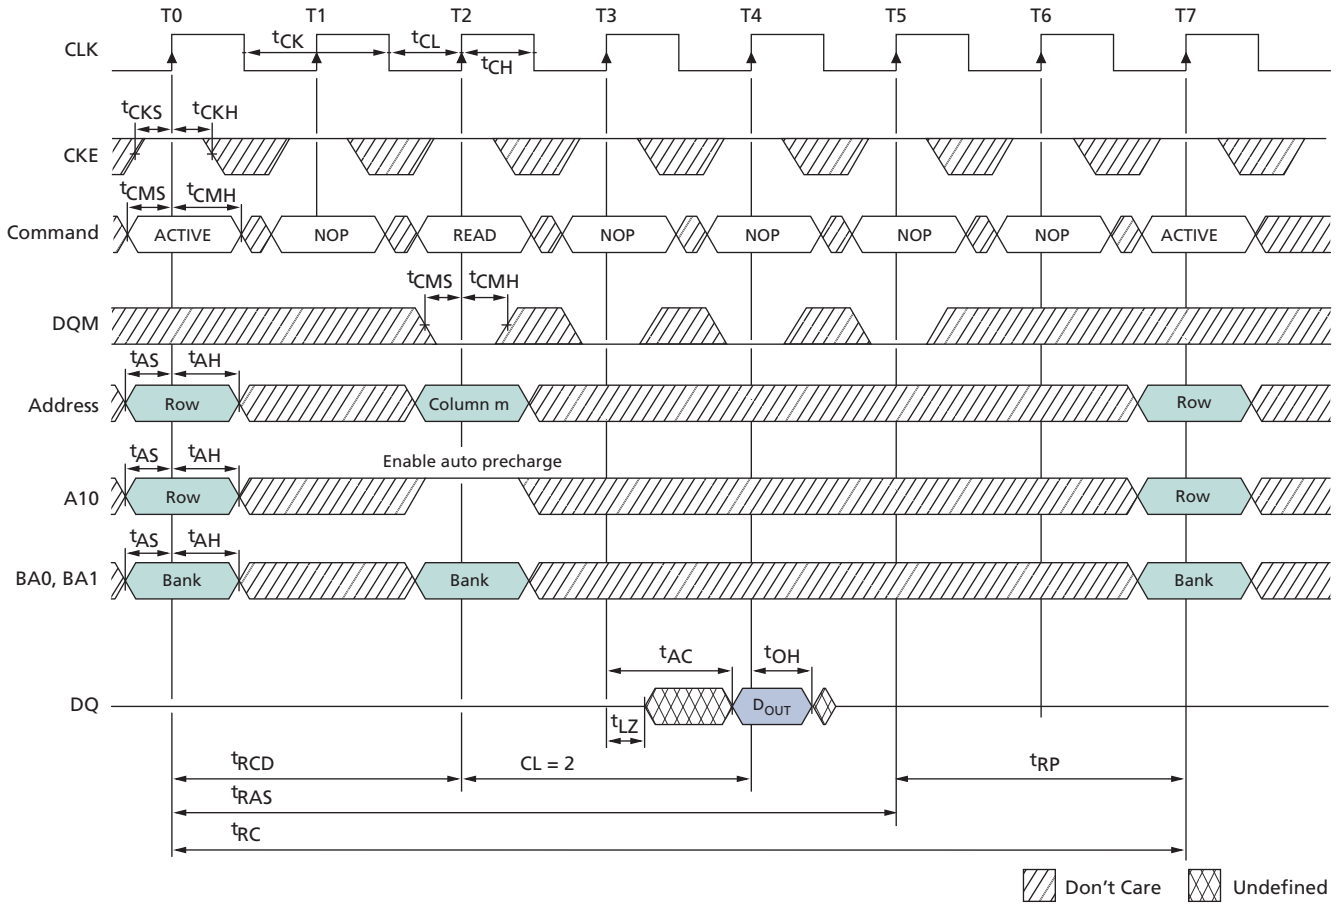 T0 T1 T2 T3 T4 T5 T6 T7
CLK
tCK tCL
tCH
tCKS tCKH
CKE
tCMS tCMH
Command ACTIVE NOP READ NOP NOP NOP NOP ACTIVE
tCMS tCMH
DQM
tAS tAH
Address Row Column m Row
tAS tAH
Enable auto precharge
A10 Row Row
tAS tAH
BA0, BA1 Bank Bank Bank
tAC tOH
DQ DOUT
tLZ
tRCD CL = 2 tRP
tRAS
tRC
Don't Care Undefined